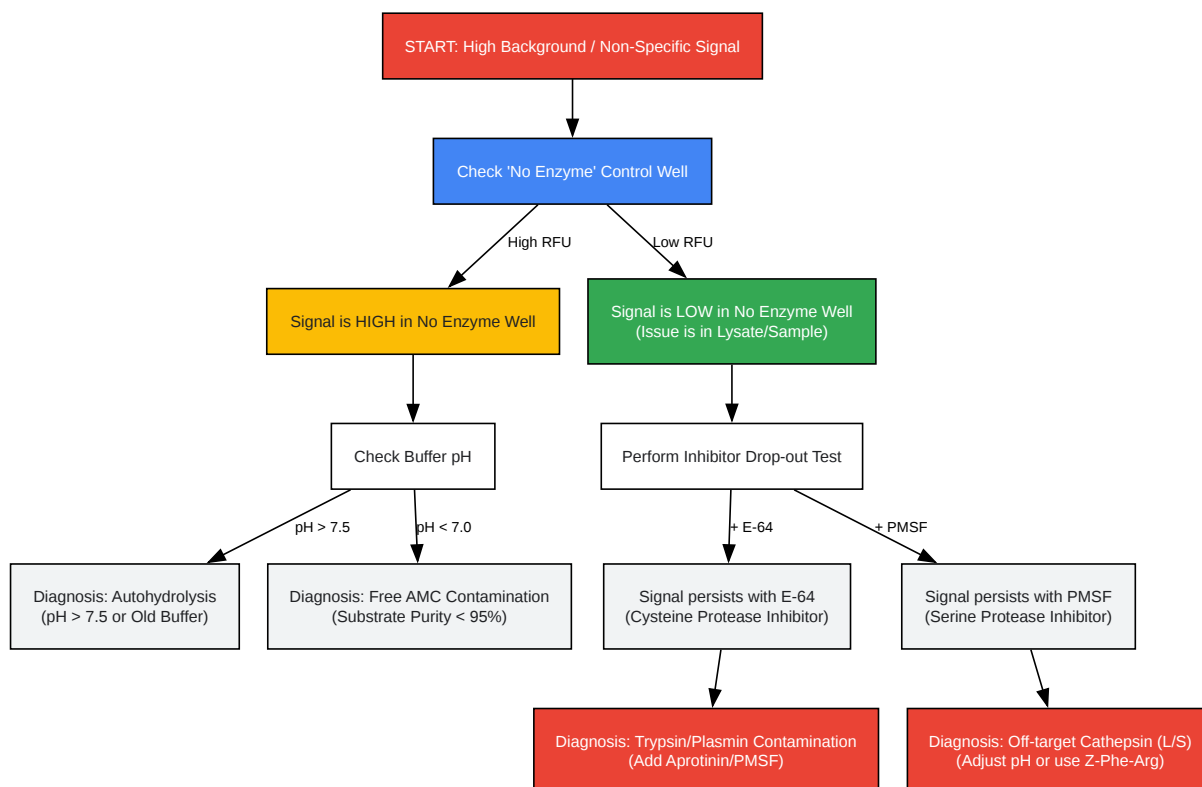 START: High Background / Non-Specific Signal
Check 'No Enzyme' Control Well
High RFU
Low RFU
Signal is HIGH in No Enzyme Well
Signal is LOW in No Enzyme Well
(Issue is in Lysate/Sample)
Check Buffer pH
Perform Inhibitor Drop-out Test
pH > 7.5
pH < 7.0
+ E-64
+ PMSF
Diagnosis: Autohydrolysis
(pH > 7.5 or Old Buffer)
Diagnosis: Free AMC Contamination
(Substrate Purity < 95%)
Signal persists with E-64
(Cysteine Protease Inhibitor)
Signal persists with PMSF
(Serine Protease Inhibitor)
Diagnosis: Trypsin/Plasmin Contamination
(Add Aprotinin/PMSF)
Diagnosis: Off-target Cathepsin (L/S)
(Adjust pH or use Z-Phe-Arg)